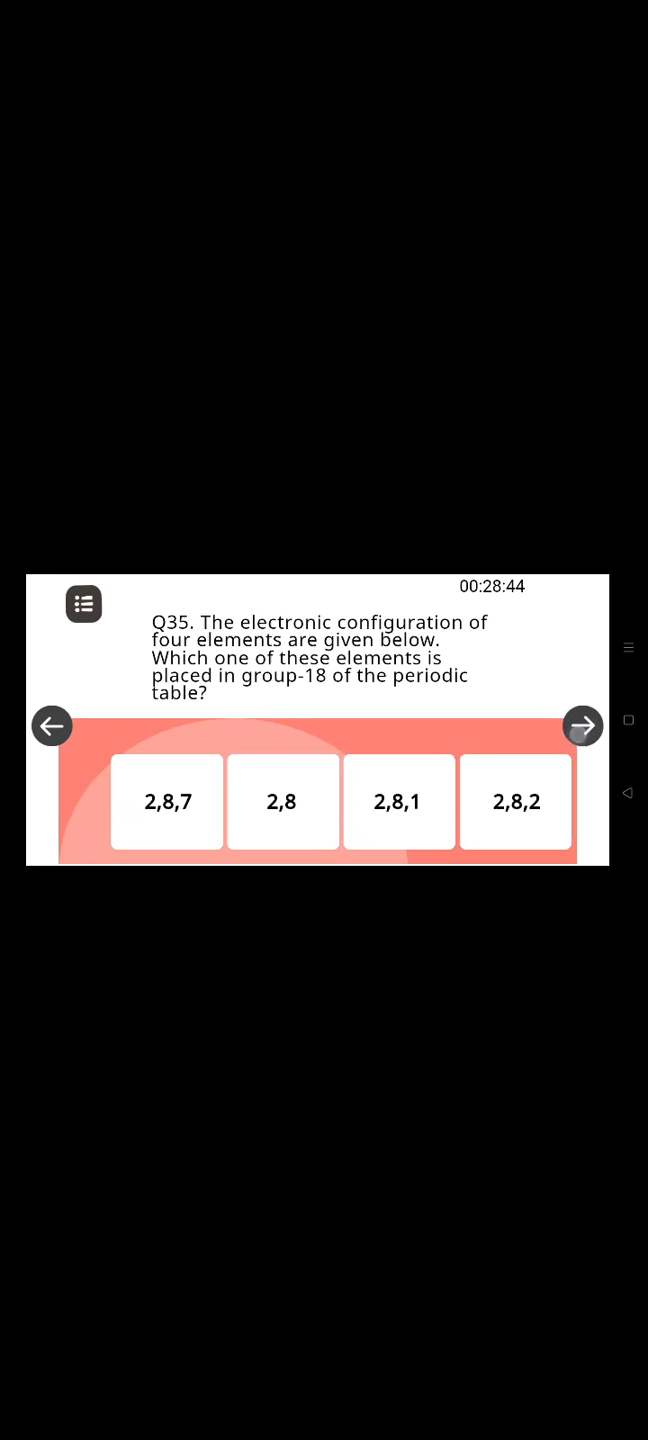 00:28:44
Q35. The electronic configuration of
four elements are given below.
Which one of these elements is
placed in group-18 of the periodic
table?
2,8,7
2,8
2,8,1
2,8,2